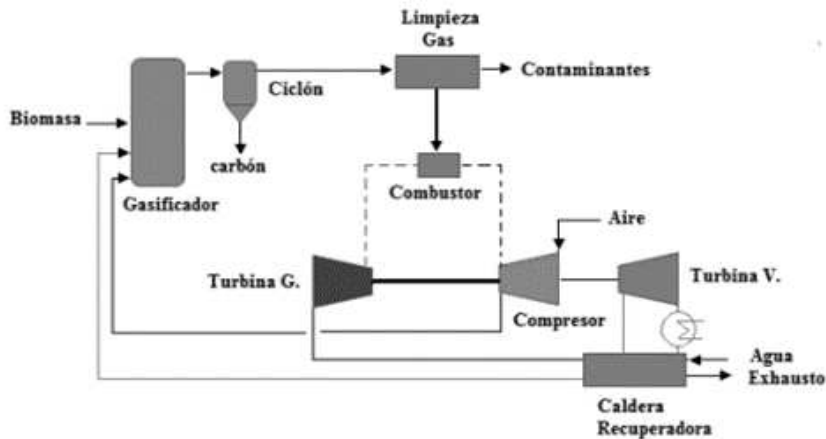 Limpieza
Gas
Contaminantes
Ciclón
Biomasa
carbón
Gasificador
Combustor
Aire
Turbina G.
Turbina V.
Compresor
Agua
Exhausto
Caldera
Recuperadora